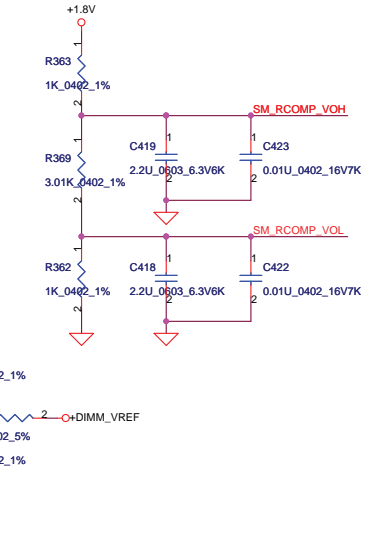 +1.8V
1
R363
1K_0402_1%
2
SM_RCOMP_VOH
1
R369
3.01K_0402_1%
2
1
C419
2.2U_0603_6.3V6K
2
1
C423
0.01U_0402_16V7K
2
SM_RCOMP_VOL
1
R362
1K_0402_1%
2
1
C418
2.2U_0603_6.3V6K
2
1
C422
0.01U_0402_16V7K
2
2_1%
2
+DIMM_VREF
02_5%
2_1%